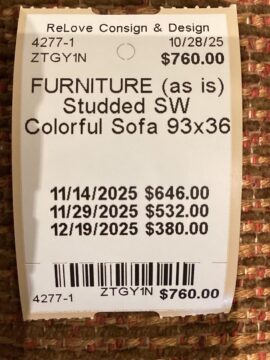 ReLove Consign & Design
4277-1 10/28/25
ZTGY1N $760.00
FURNITURE (as is)
Studded SW
Colorful Sofa 93x36
11/14/2025 $646.00
11/29/2025 $532.00
12/19/2025 $380.00
4277-1 ZTGY1N $760.00